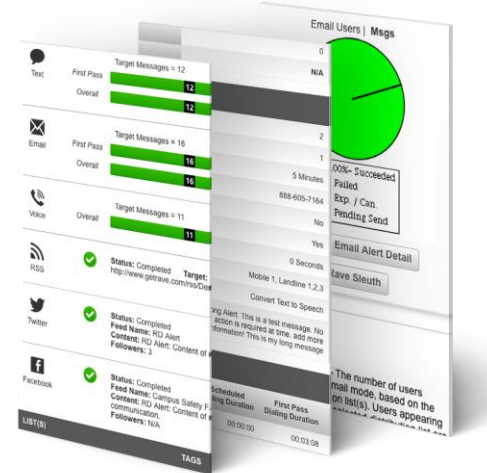 Text
First Pass
Overall
Target Messages = 12
12
12
Email
First Pass
Overall
Target Messages = 16
16
16
Voice
Overall
Target Messages = 11
11
RSS
Status: Completed Target:
http://www.getrave.com/rss/De
Twitter
Status: Completed
Feed Name: RD Alert
Content: RD Alert: Content of
Followers: 3
Facebook
Status: Completed
Feed Name: Campus Safety F
Content: RD Alert: Content of
communication.
Followers: N/A
LIST(S)
TAGS
0
N/A
2
1
5 Minutes
888-605-7164
No
Yes
0 Seconds
Mobile 1, Landline 1,2,3
Convert Text to Speech
ong Alert. This is a test message. No
action is required at time. add more
nformation! This is my long message
Scheduled
ling Duration
First Pass
Dialing Duration
00:00:00
00:03:08
Email Users | Msgs
00%- Succeeded
Failed
Exp. / Can.
Pending Send
Email Alert Detail
Rave Sleuth
The number of users
mail mode, based on the
on list(s). Users appearing